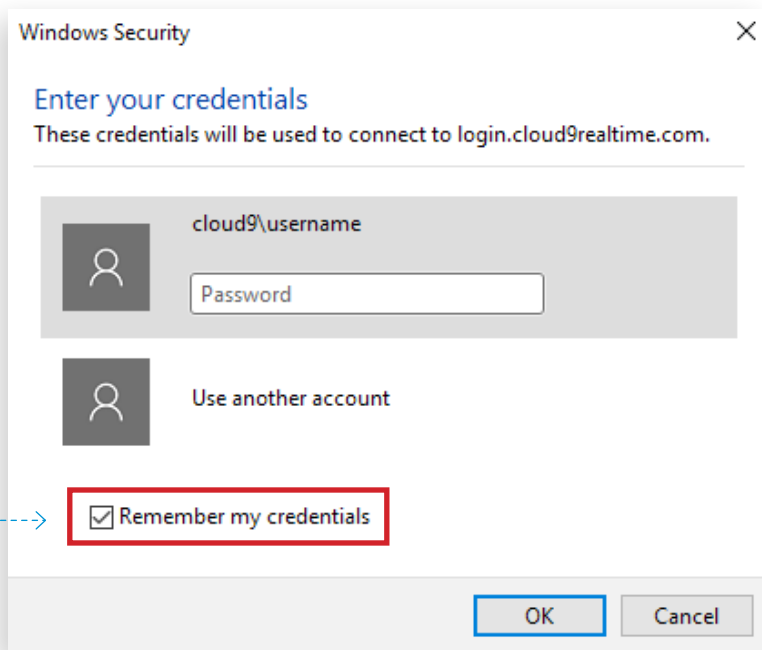 Windows Security
Enter your credentials
These credentials will be used to connect to login.cloud9realtime.com.
cloud9\username
Password
Use another account
Remember my credentials
OK
Cancel